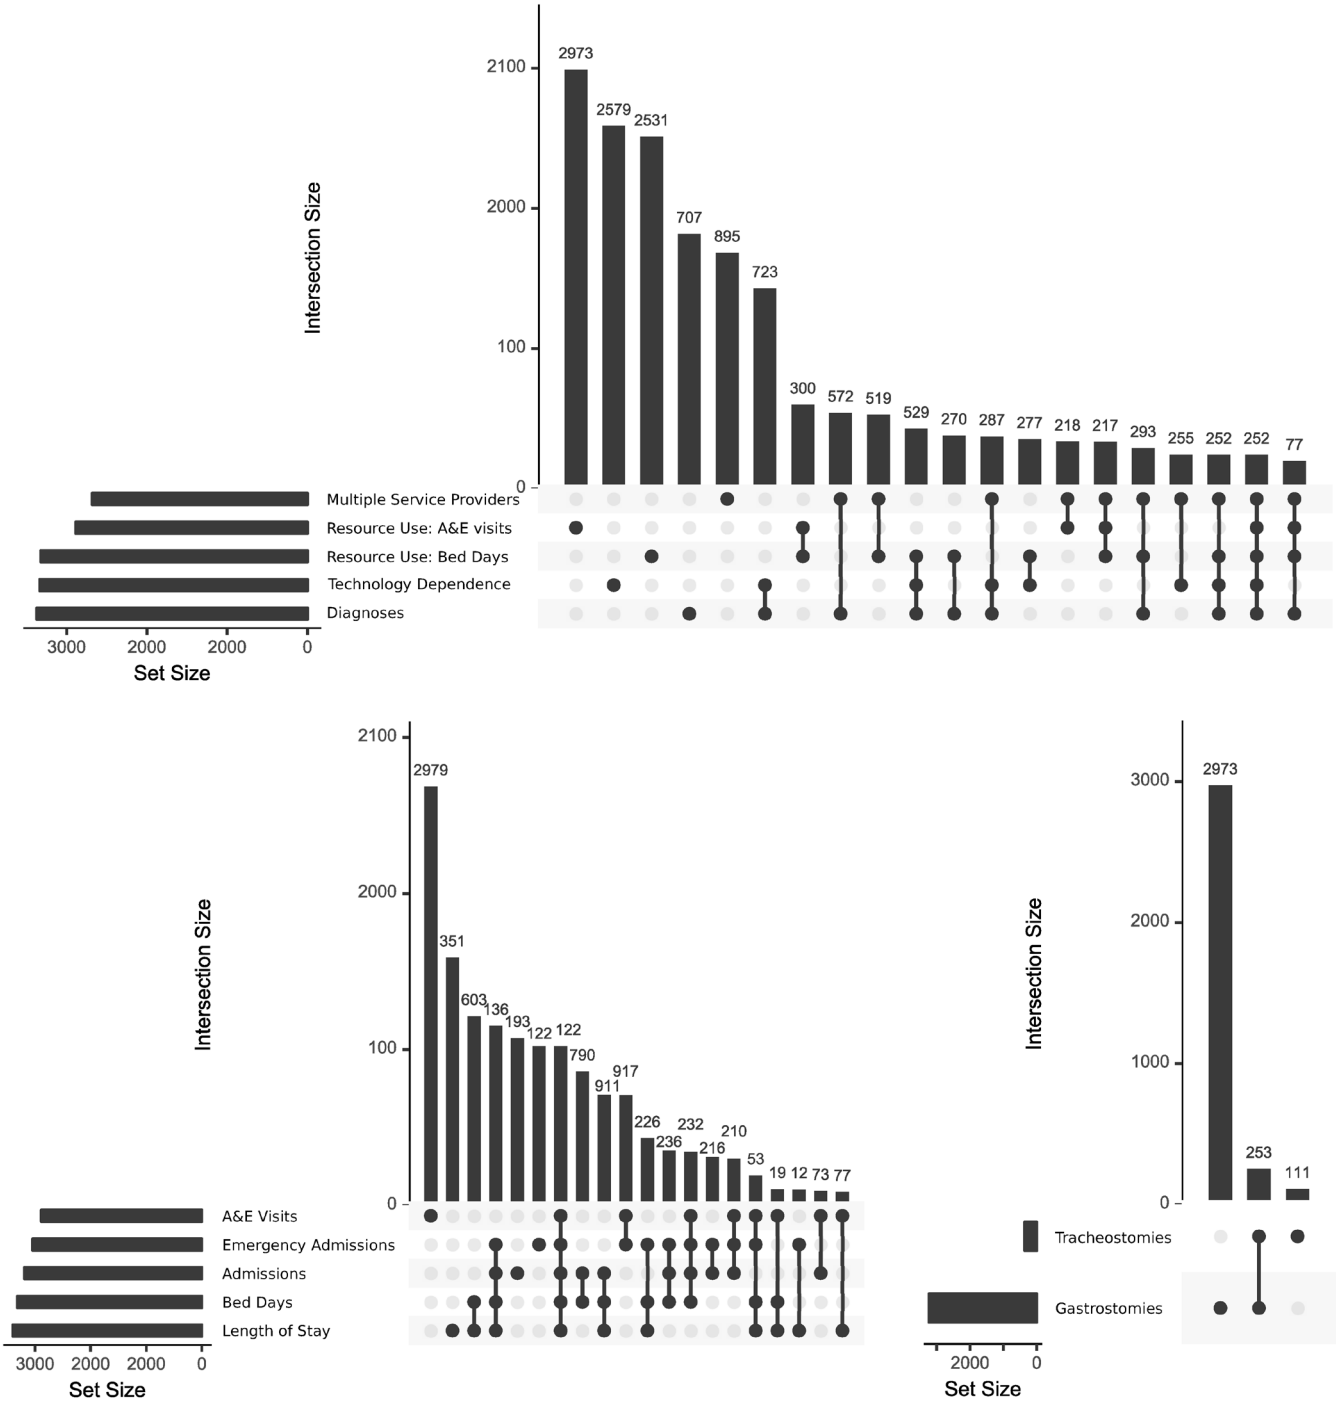 2973
2100
2579
2531
2000
707
895
723
Intersection Size
100
300
572
519
529
270
287
277
218
217
293
255
252
252
77
0
Multiple Service Providers
Resource Use: A&E visits
Resource Use: Bed Days
Technology Dependence
Diagnoses
3000 2000 2000 0
Set Size
2100
2979
2000
351
603
136
193
122
122
790
911
917
226
236
232
216
210
53
19
12
73
77
Intersection Size
100
0
A&E Visits
Emergency Admissions
Admissions
Bed Days
Length of Stay
3000 2000 2000 0
Set Size
2973
3000
2000
Intersection Size
1000
253
111
0
Tracheostomies
Gastrostomies
2000 0
Set Size